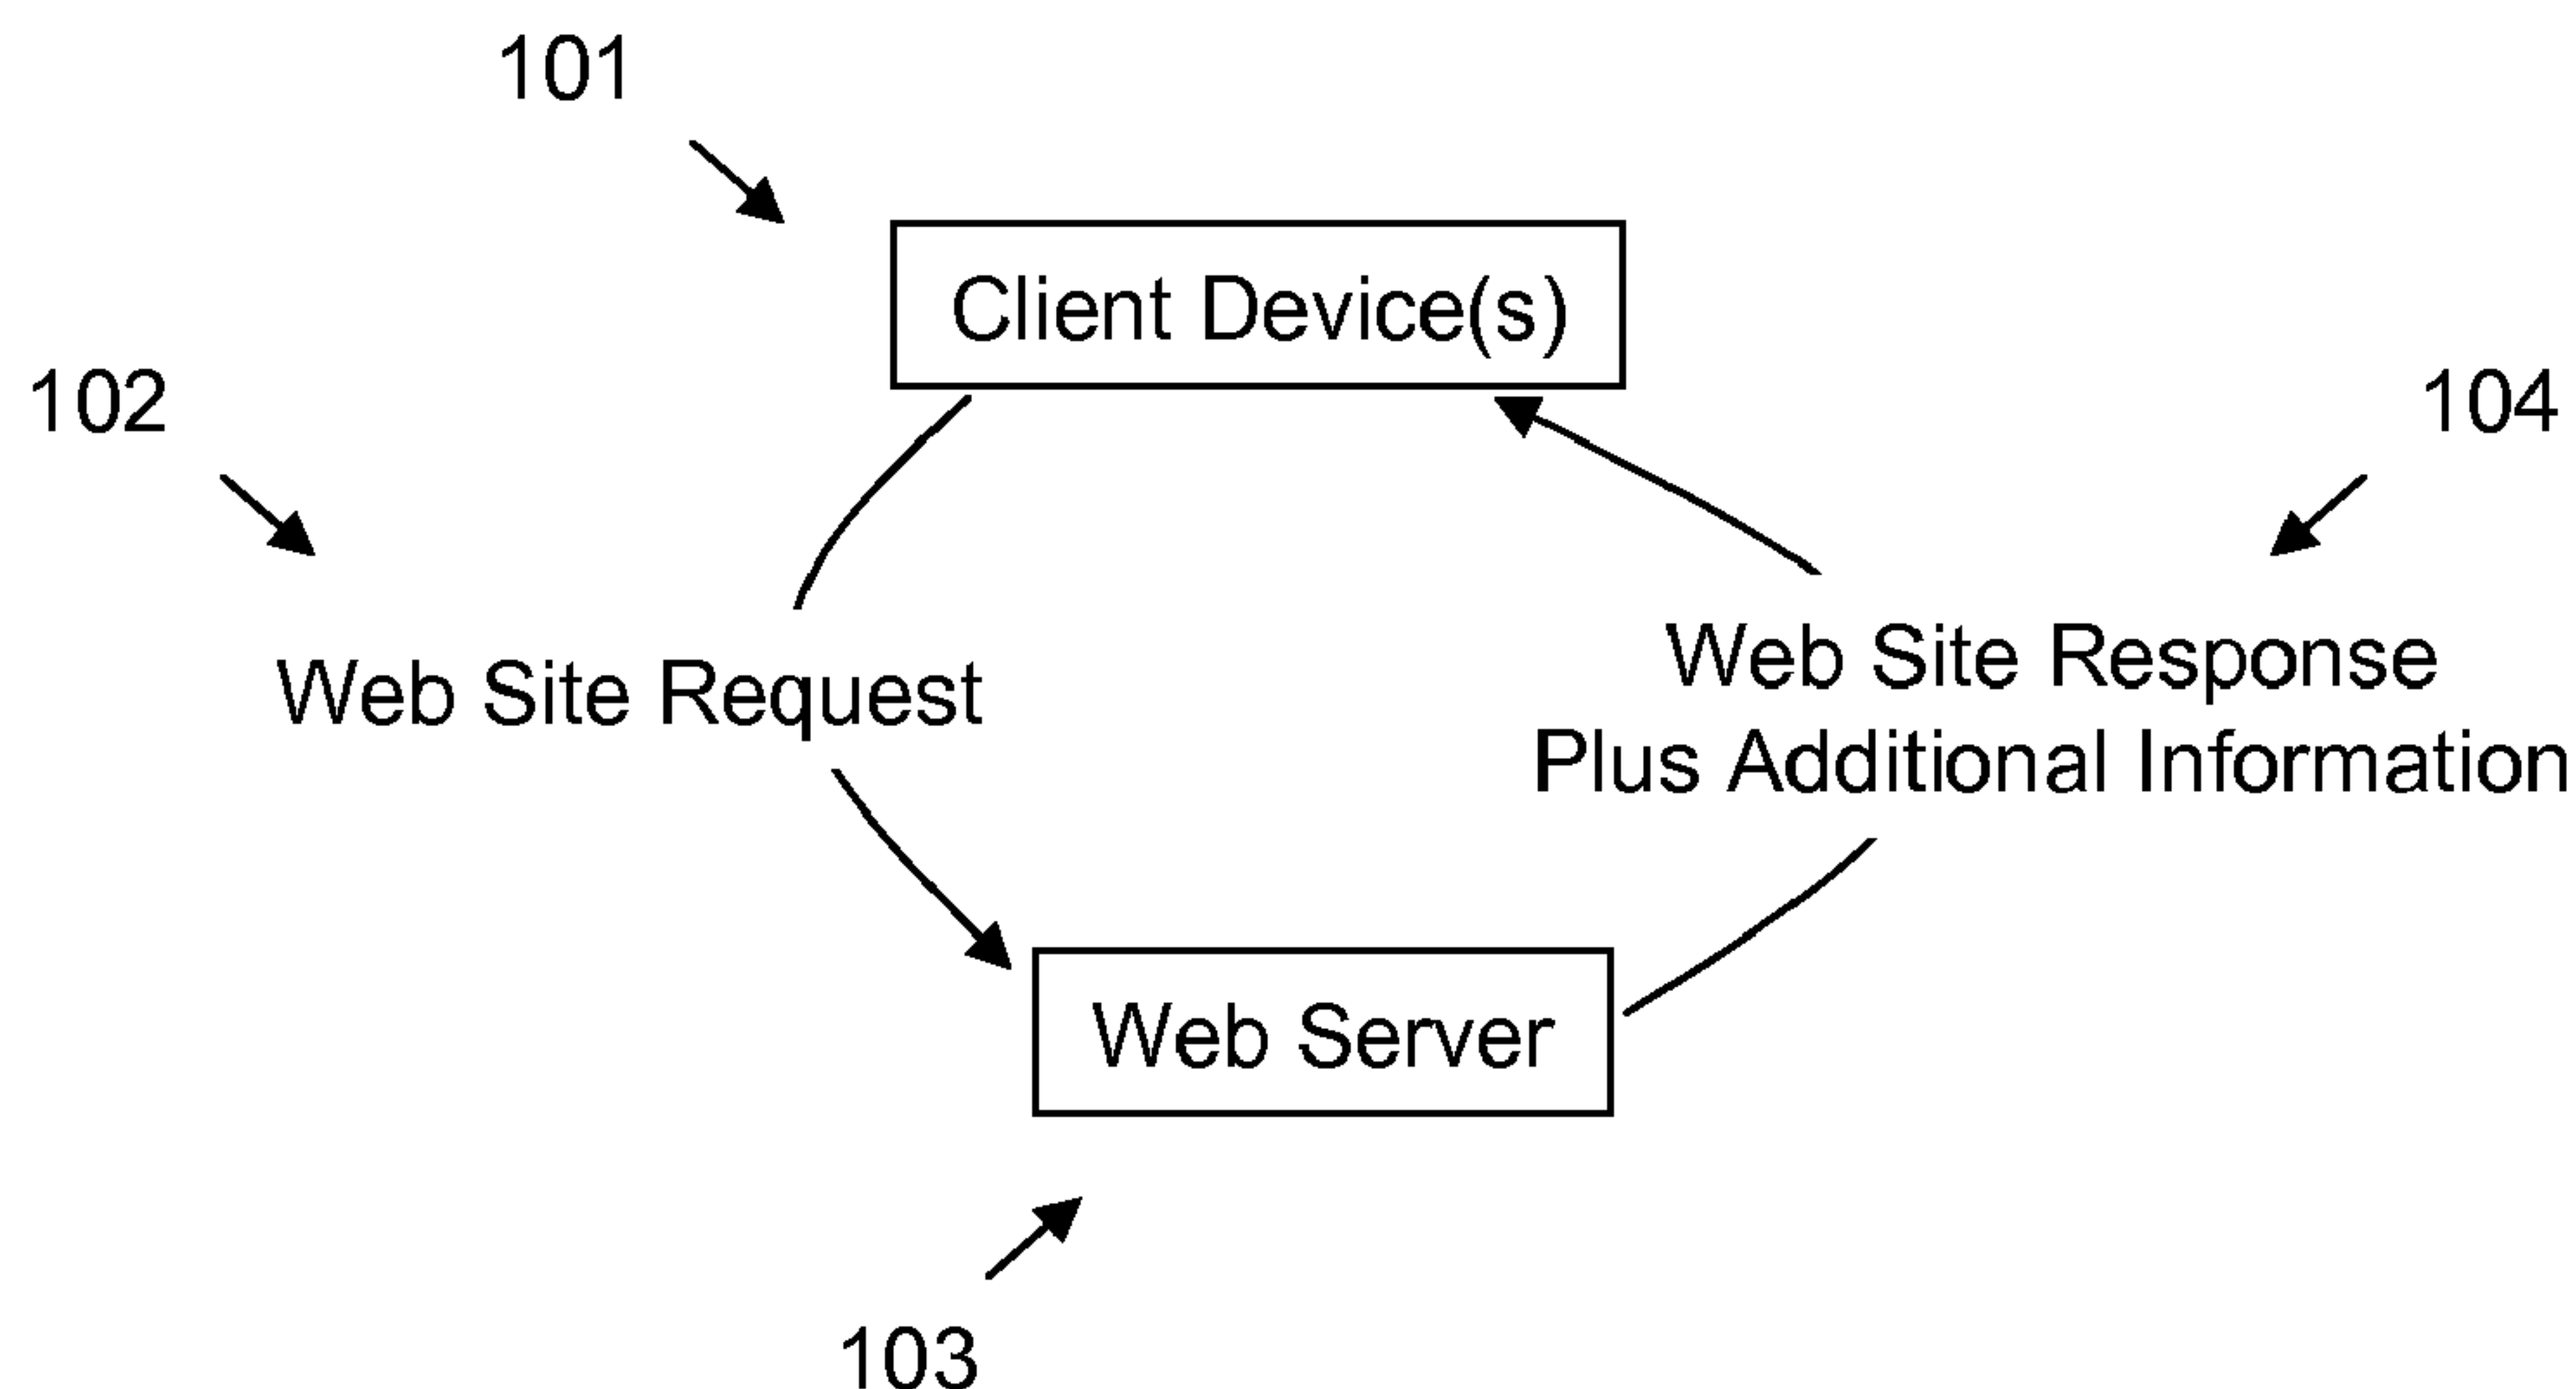 101
Client Device(s)
102
104
Web Site Request
Web Site Response
Plus Additional Information
Web Server
103